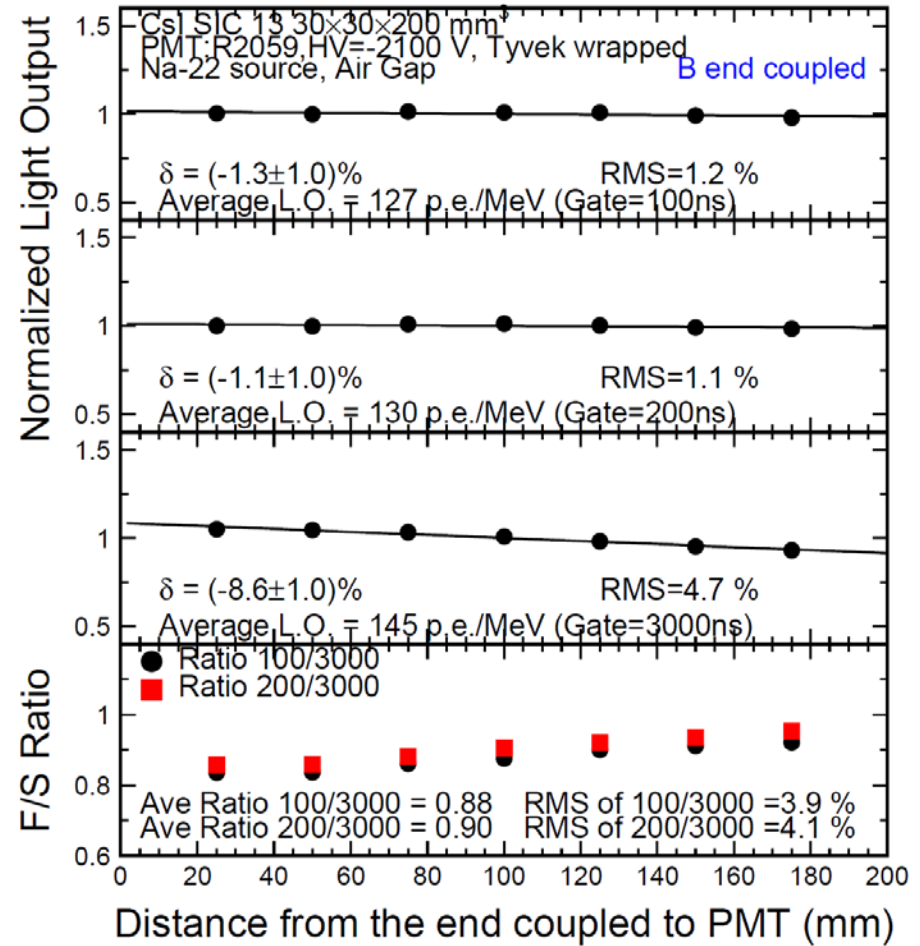 CsI SIC 13 30×30×200 mm³
PMT;R2059,HV=-2100 V, Tyvek wrapped
Na-22 source, Air Gap
B end coupled
Normalized Light Output
1.5
1
0.5
δ = (-1.3±1.0)% RMS=1.2 %
Average L.O. = 127 p.e./MeV (Gate=100ns)
1.5
1
0.5
δ = (-1.1±1.0)% RMS=1.1 %
Average L.O. = 130 p.e./MeV (Gate=200ns)
1.5
1
0.5
δ = (-8.6±1.0)% RMS=4.7 %
Average L.O. = 145 p.e./MeV (Gate=3000ns)
F/S Ratio
Ratio 100/3000
Ratio 200/3000
1
0.8
0.6
Ave Ratio 100/3000 = 0.88 RMS of 100/3000 =3.9 %
Ave Ratio 200/3000 = 0.90 RMS of 200/3000 =4.1 %
0 20 40 60 80 100 120 140 160 180 200
Distance from the end coupled to PMT (mm)